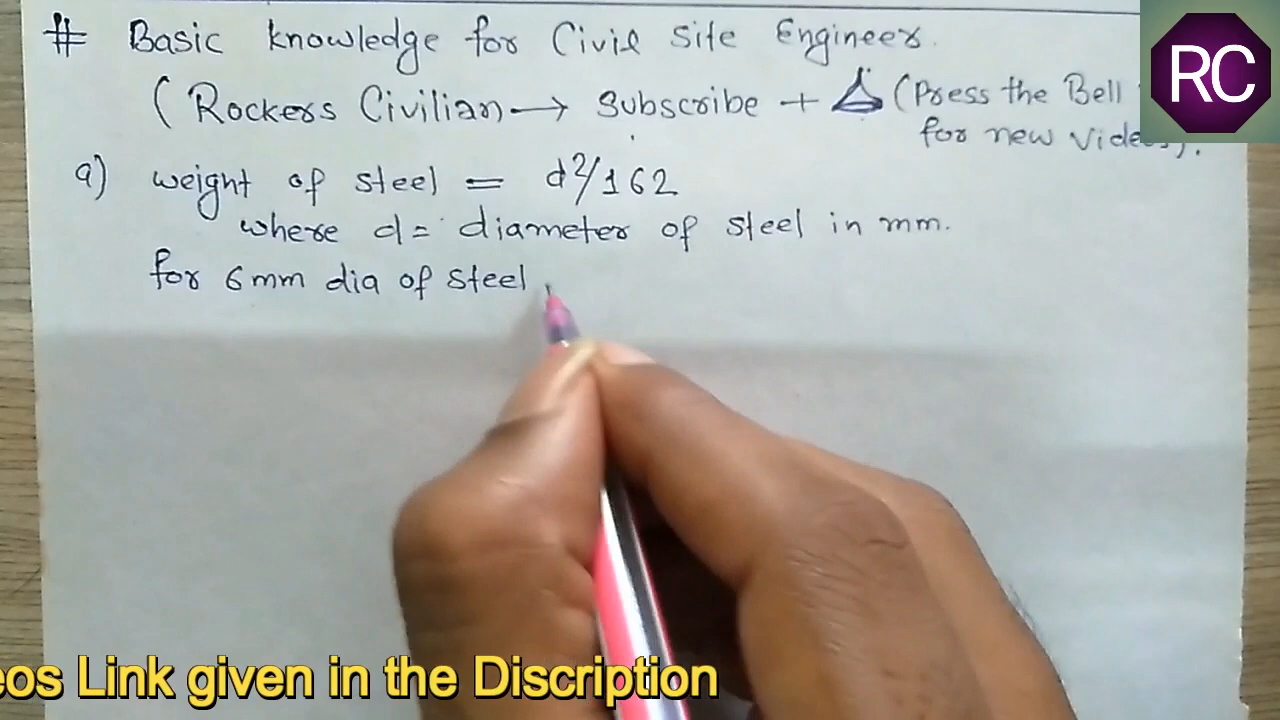 # Basic knowledge for Civil Site Engineer.
(Rockers Civilian → Subscribe + (Press the Bell
for new Videos).
a) weight of steel = d²/162
where d = diameter of steel in mm.
for 6mm dia of steel
RC
eos Link given in the Discription